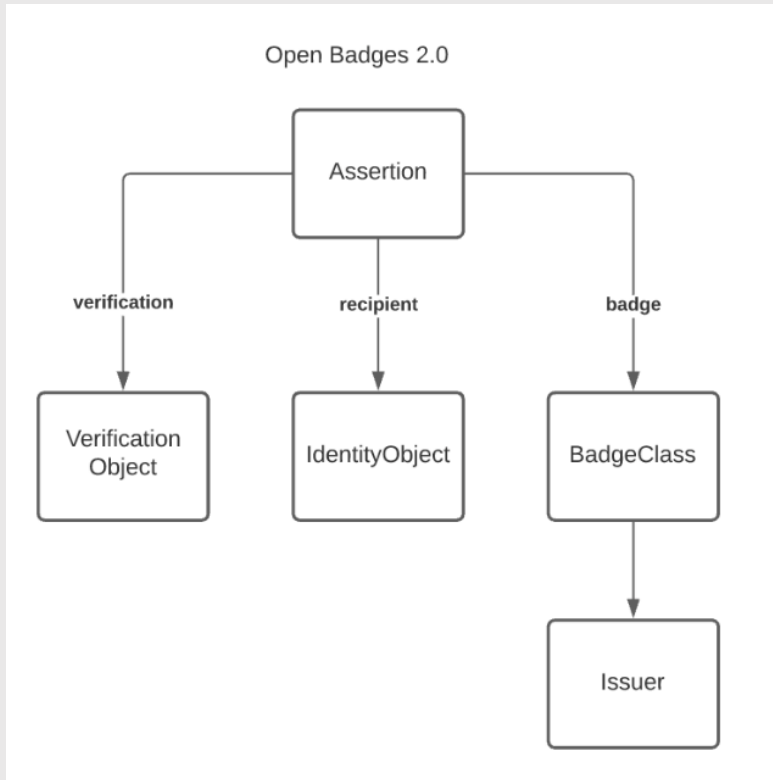 Open Badges 2.0
Assertion
verification
recipient
badge
Verification
Object
IdentityObject
BadgeClass
Issuer